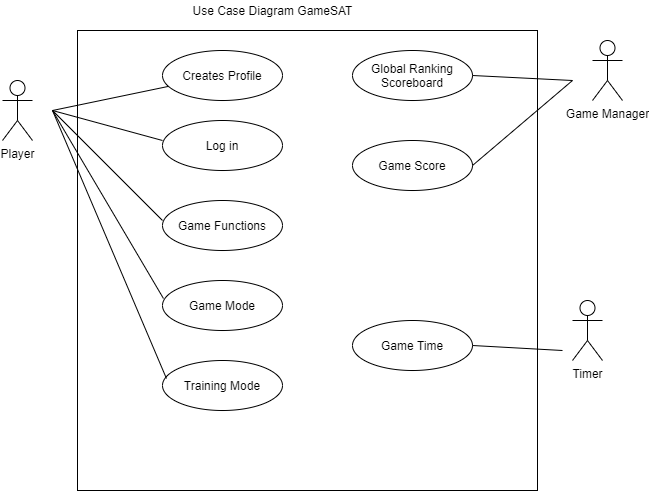 Use Case Diagram GameSAT
Creates Profile
Global Ranking
Scoreboard
Game Manager
Player
Log in
Game Score
Game Functions
Game Mode
Game Time
Timer
Training Mode